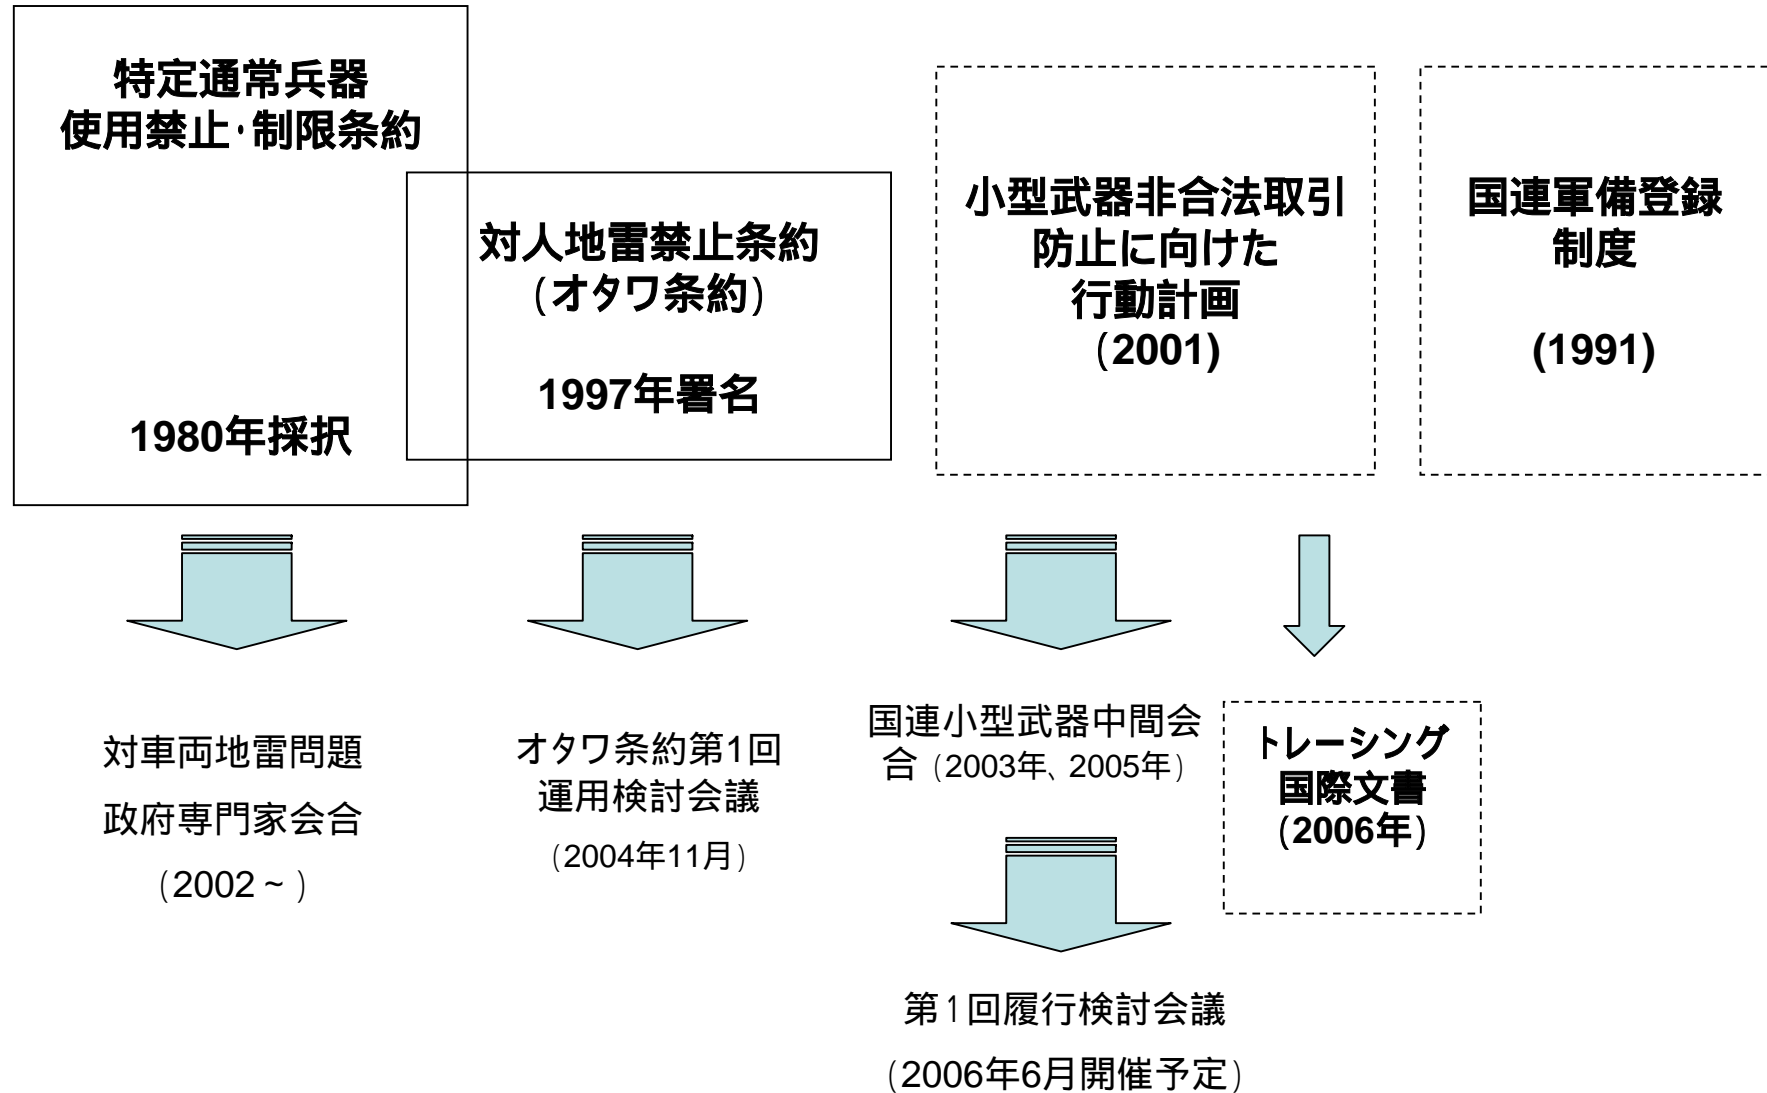 特定通常兵器
使用禁止・制限条約
1980年採択
対人地雷禁止条約
（オタワ条約）
1997年署名
小型武器非合法取引
防止に向けた
行動計画
（2001)
国連軍備登録
制度
(1991)
対車両地雷問題
政府専門家会合
（2002～）
オタワ条約第1回
運用検討会議
（2004年11月）
国連小型武器中間会
合（2003年、2005年）
トレーシング
国際文書
（2006年）
第1回履行検討会議
（2006年6月開催予定）